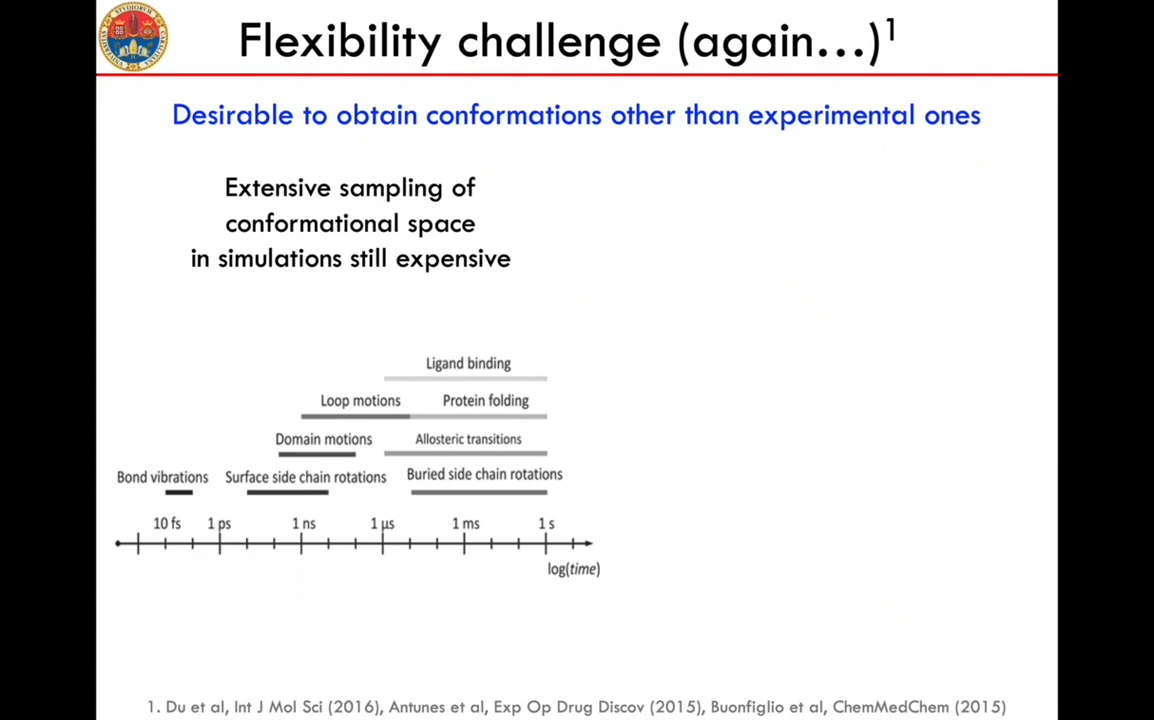 Flexibility challenge (again…)1
Desirable to obtain conformations other than experimental ones
Extensive sampling of
conformational space
in simulations still expensive
Ligand binding
Loop motions
Protein folding
Domain motions
Allosteric transitions
Bond vibrations
Surface side chain rotations
Buried side chain rotations
10 fs
1 ps
1 ns
1 µs
1 ms
1 s
log(time)
1. Du et al, Int J Mol Sci (2016), Antunes et al, Exp Op Drug Discov (2015), Buonfiglio et al, ChemMedChem (2015)